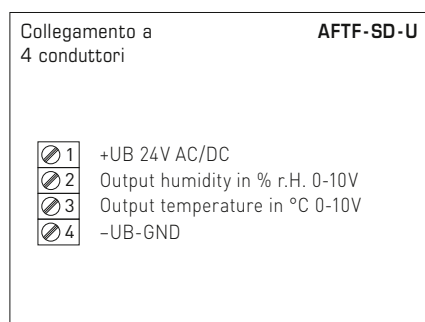 Collegamento a AFTF-SD-U
4 conduttori
1 +UB 24V AC/DC
2 Output humidity in % r.H. 0-10V
3 Output temperature in °C 0-10V
4 –UB-GND